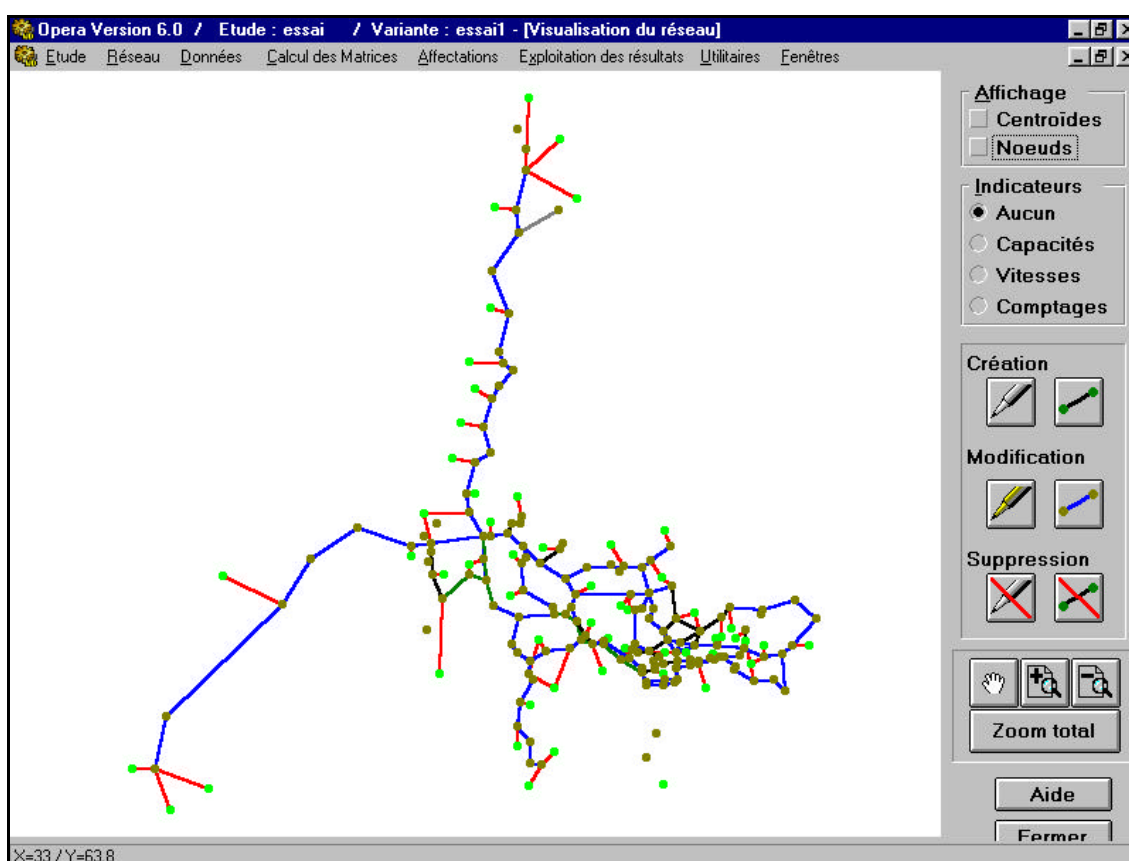 Opera Version 6.0 / Etude : essai / Variante : essai1 - [Visualisation du réseau]
Etude Réseau Données Calcul des Matrices Affectations Exploitation des résultats Utilitaires Fenêtres
Affichage
Centroïdes
Noeuds
Indicateurs
Aucun
Capacités
Vitesses
Comptages
Création
Modification
Suppression
Zoom total
Aide
Fermer
X=33 / Y=63.8